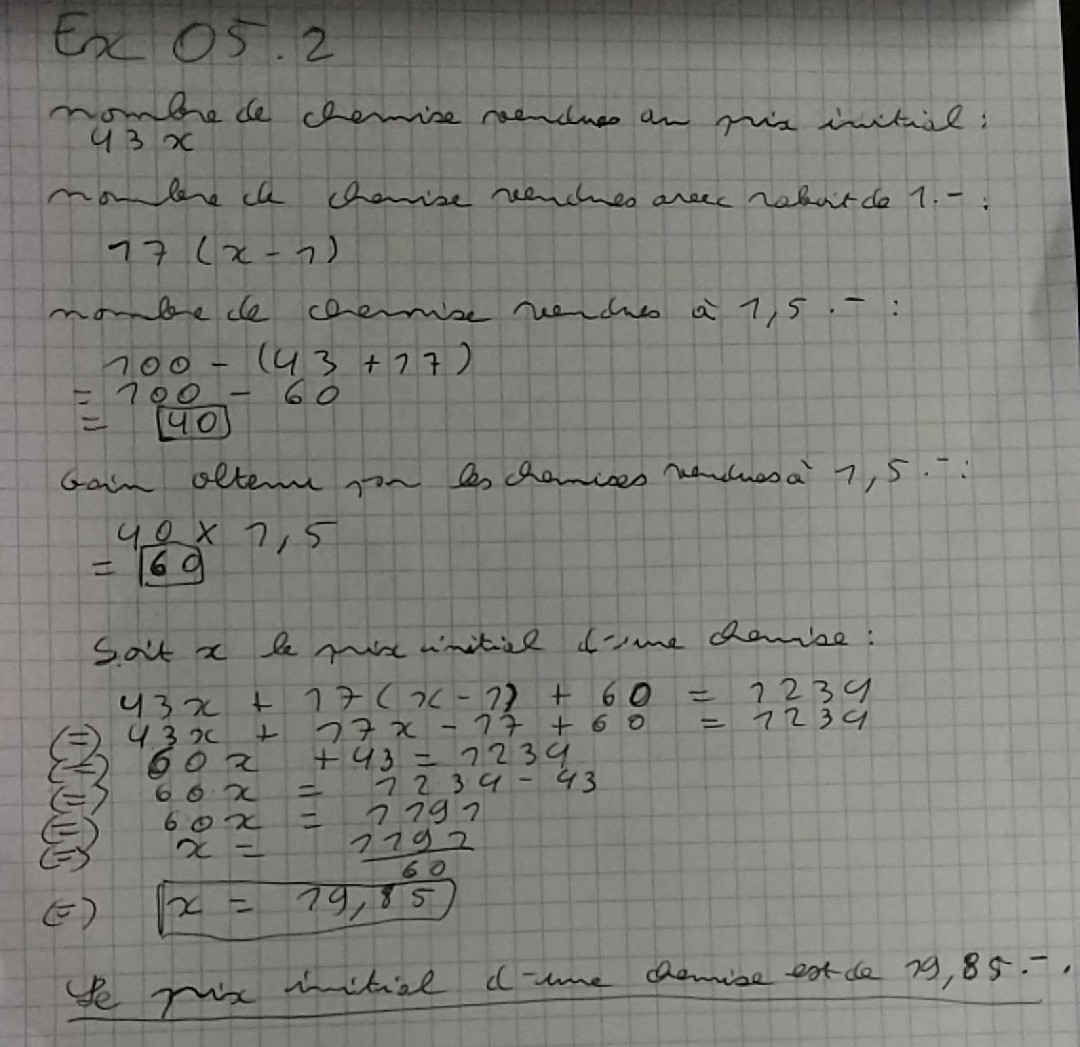 Ex 05.2
nombre de chemise vendues au prix initial :
43x
nombre de chemise vendues avec rabait de 1.- :
17 (x - 1)
nombre de chemise vendues à 1,5 .- :
100 - (43 + 17)
= 100 - 60
= 40
Gain obtenu par les chemises vendues à 1,5 .- :
40 x 1,5
= 60
Soit x le prix initial d'une chemise :
43x + 17(x - 1) + 60 = 1234
(=) 43x + 17x - 17 + 60 = 1234
(=) 60x + 43 = 1234
(=) 60x = 1234 - 43
(=) 60x = 1191
(=) x = 1191
60
(=) x = 19,85
Le prix initial d'une chemise est de 19,85.-.